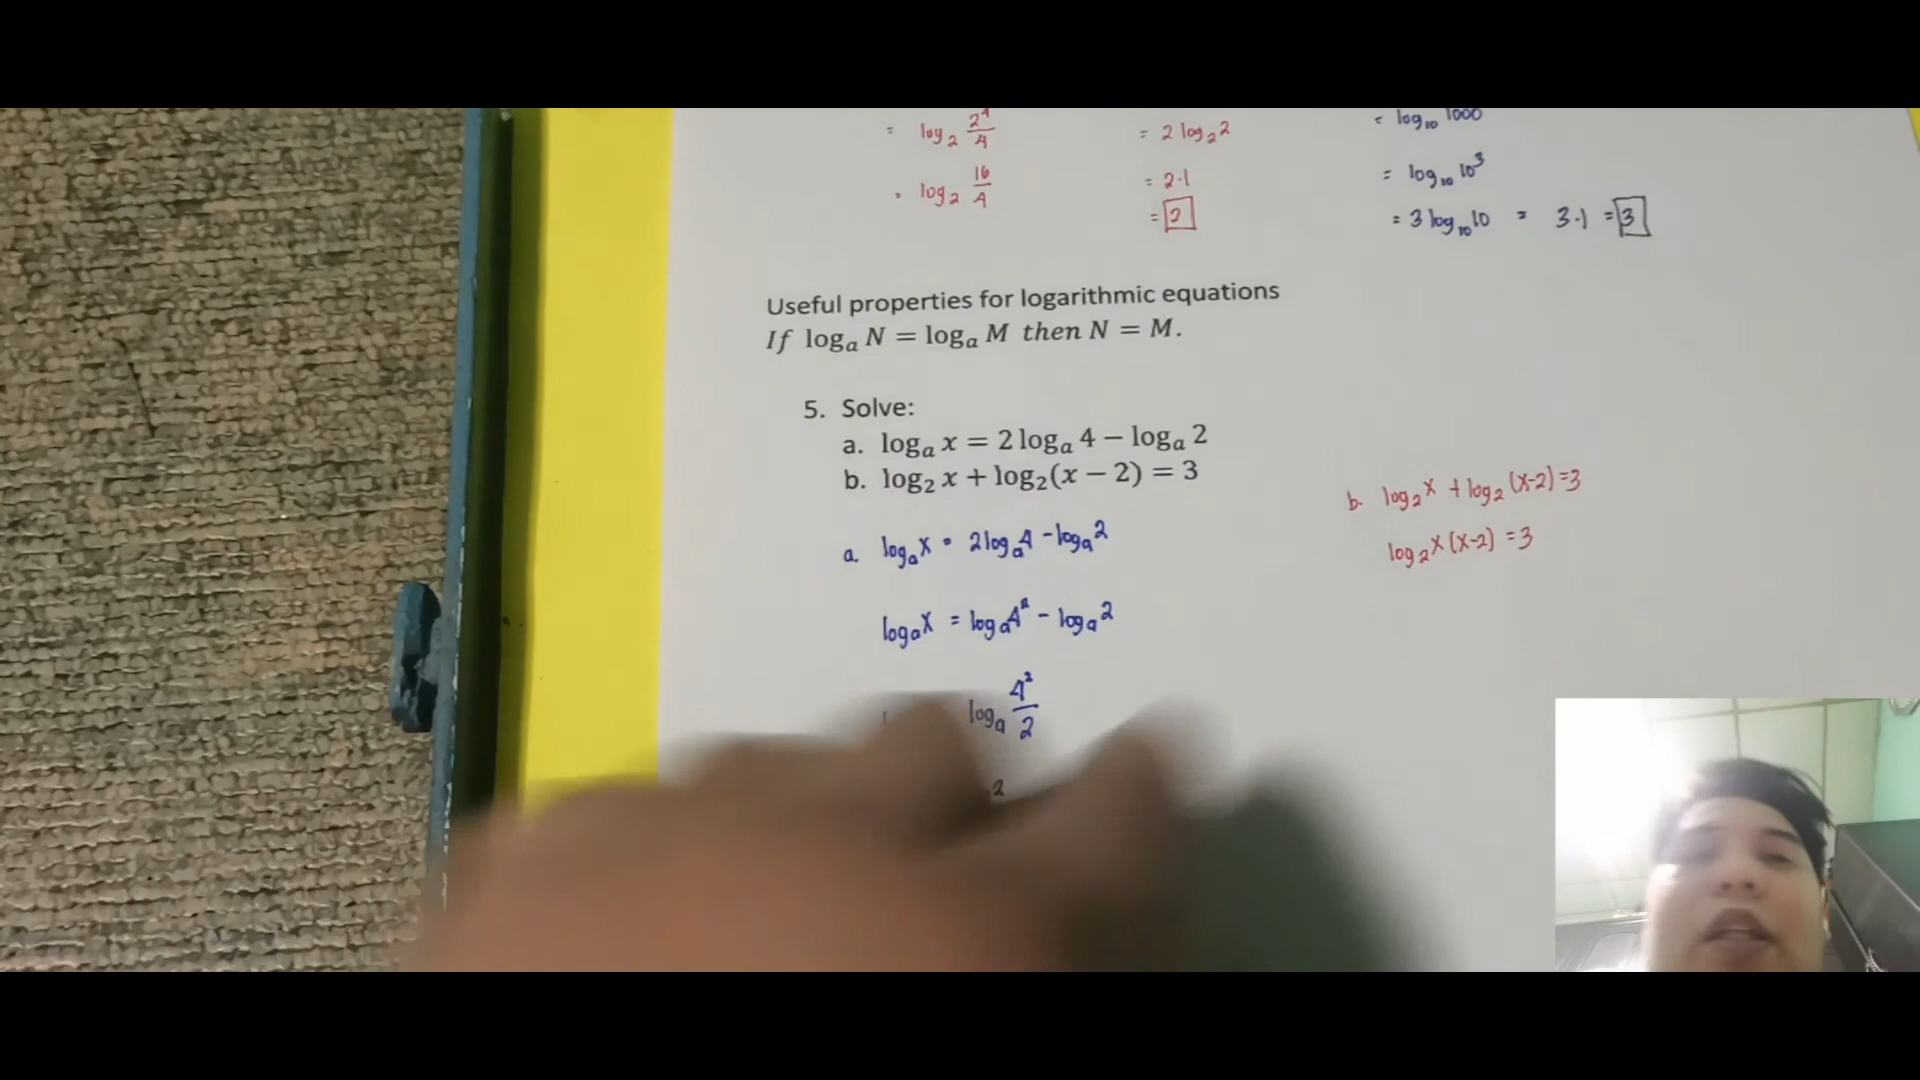 = log₂ 2⁴/4
= log₂ 16/4
= 2 log₂ 2
= 2·1
= 2
= log₁₀ 1000
= log₁₀ 10³
= 3 log₁₀ 10 = 3·1 = 3
Useful properties for logarithmic equations
If logₐ N = logₐ M then N = M.
5. Solve:
a. logₐ x = 2 logₐ 4 − logₐ 2
b. log₂ x + log₂(x − 2) = 3
a. logₐ x = 2 logₐ 4 - logₐ 2
logₐ x = logₐ 4² - logₐ 2
logₐ 4²/2
2
b. log₂ x + log₂ (x-2) = 3
log₂ x (x-2) = 3